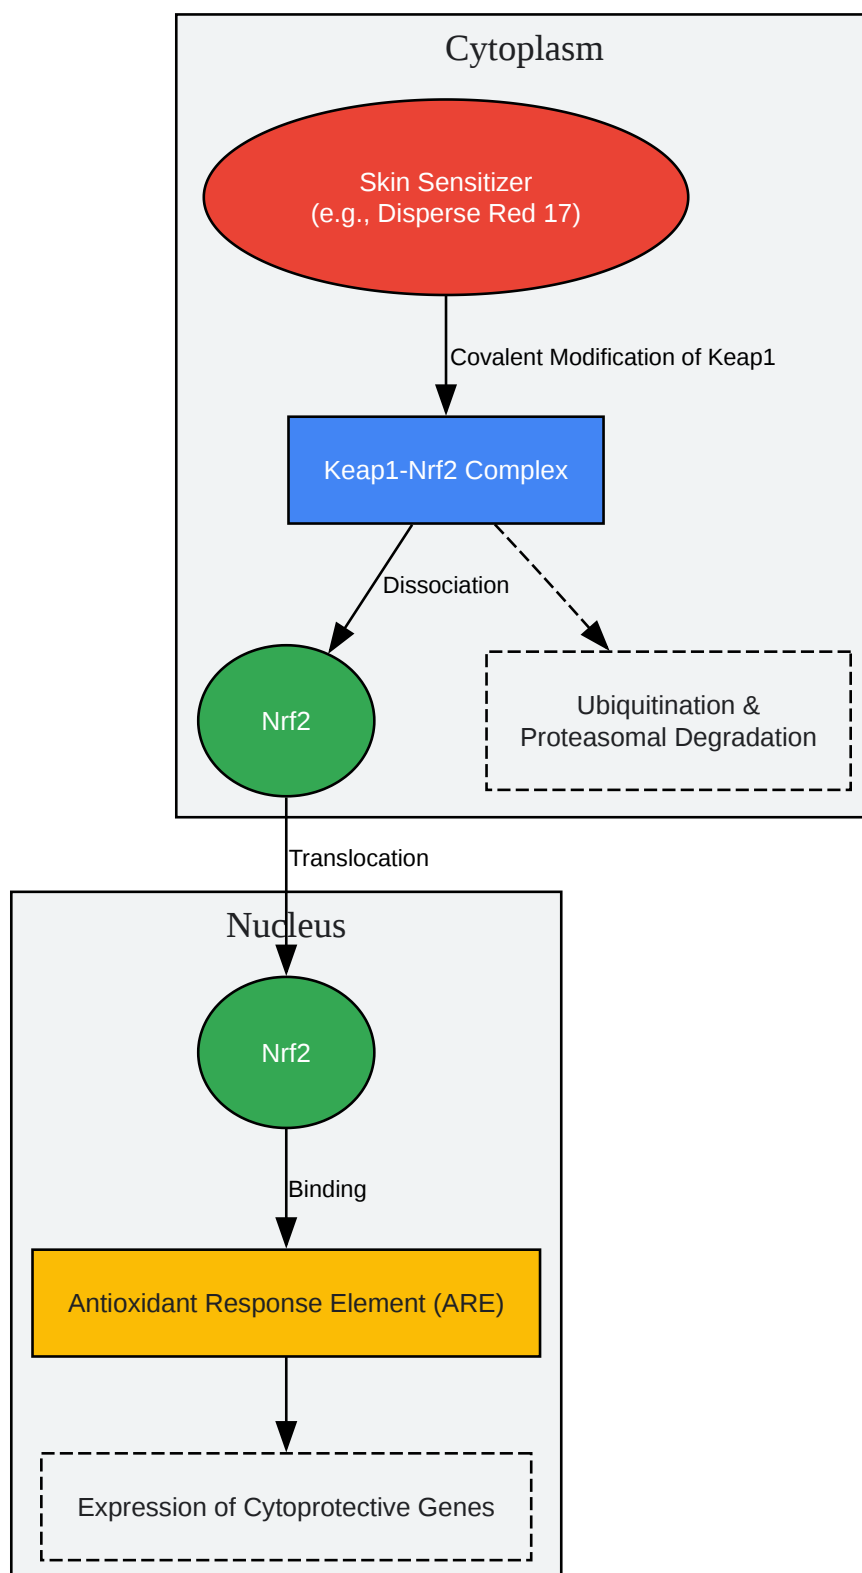 Cytoplasm
Skin Sensitizer
(e.g., Disperse Red 17)
Covalent Modification of Keap1
Keap1-Nrf2 Complex
Dissociation
Nrf2
Ubiquitination &
Proteasomal Degradation
Translocation
Nucleus
Nrf2
Binding
Antioxidant Response Element (ARE)
Expression of Cytoprotective Genes